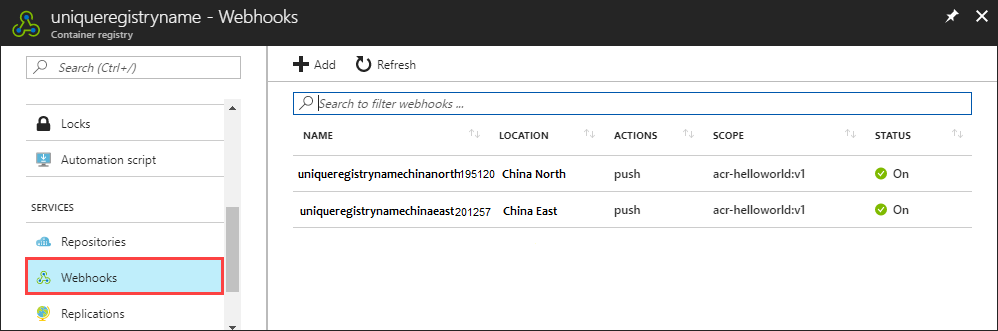 uniqueregistryname - Webhooks
Container registry
Search (Ctrl+/)
Locks
Automation script
SERVICES
Repositories
Webhooks
Replications
Add Refresh
Search to filter webhooks ...
NAME LOCATION ACTIONS SCOPE STATUS
uniqueregistrynamechinanorth195120 China North push acr-helloworld:v1 On
uniqueregistrynamechinaeast201257 China East push acr-helloworld:v1 On